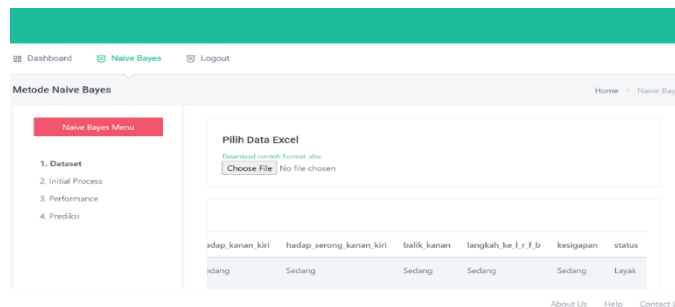 Dashboard Naive Bayes Logout
Metode Naive Bayes Home Naive Bay
Naive Bayes Menu
Pilih Data Excel
Download contoh Format .xlsx
1. Dataset
Choose File No file chosen
2. Initial Process
3. Performance
4. Prediksi
adap_kanan_kiri hadap_serong_kanan_kiri balik_kanan langkah_ke_l_r_f_b kesigapan status
edang Sedang Sedang Sedang Sedang Layak
About Us Help Contact U